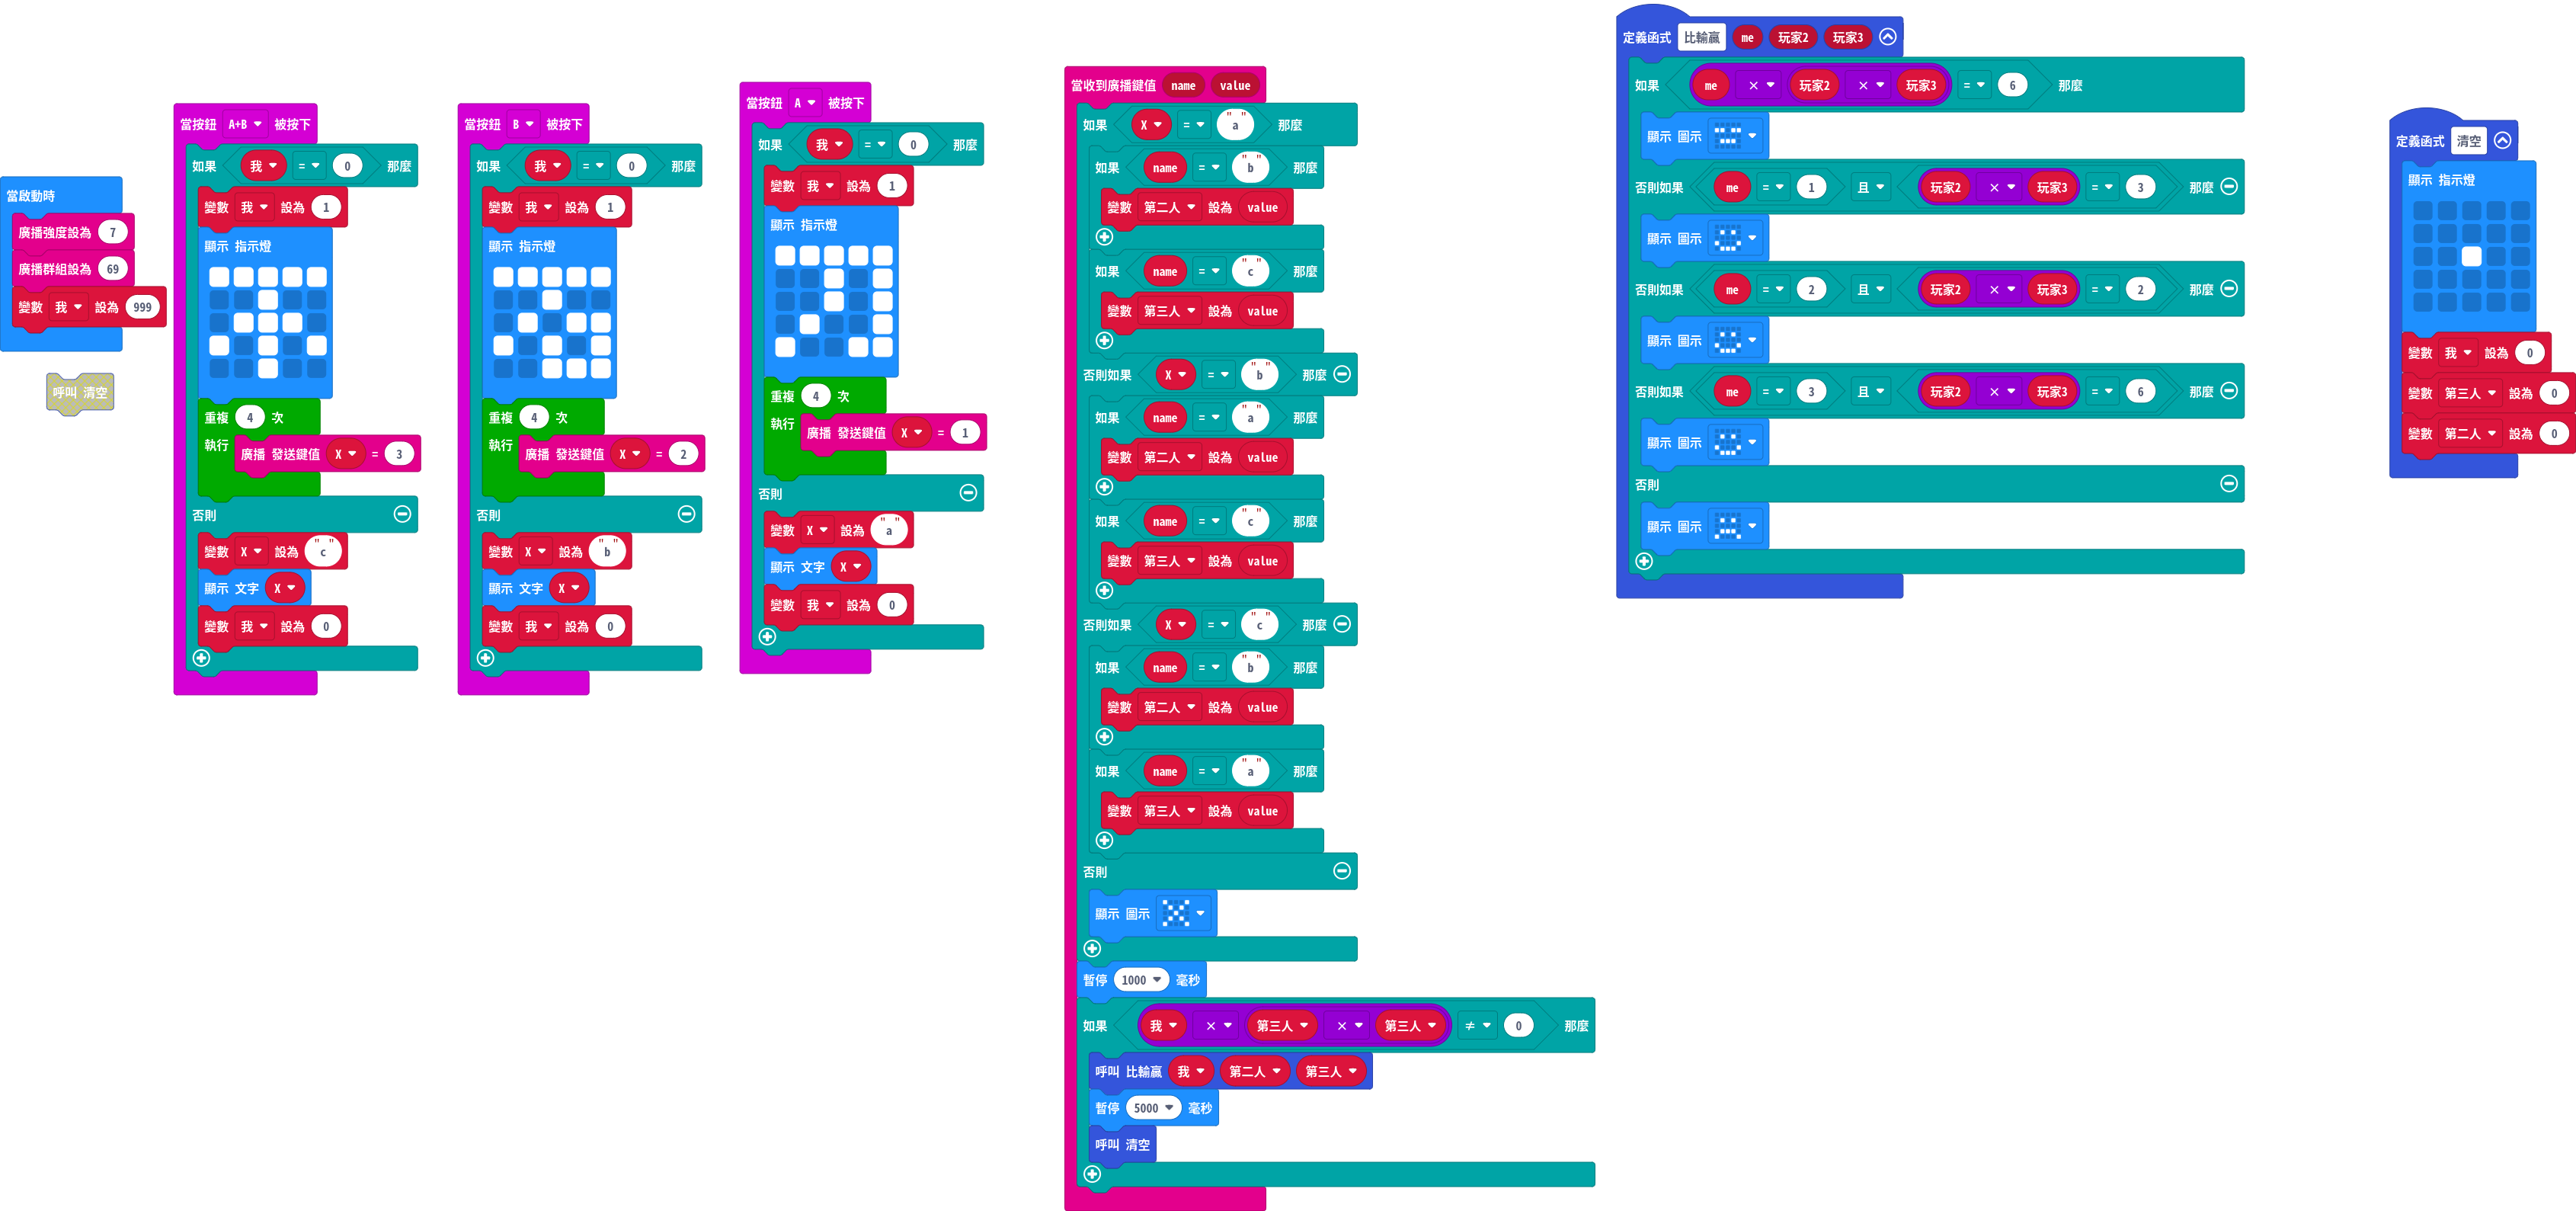 當啟動時
廣播強度設為 7
廣播群組設為 69
變數 我 設為 999
呼叫 清空
當按鈕 A+B 被按下
如果 我 = 0 那麼
變數 我 設為 1
顯示 指示燈
重複 4 次
執行 廣播 發送鍵值 X = 3
否則
變數 X 設為 "c"
顯示 文字 X
變數 我 設為 0
當按鈕 B 被按下
如果 我 = 0 那麼
變數 我 設為 1
顯示 指示燈
重複 4 次
執行 廣播 發送鍵值 X = 2
否則
變數 X 設為 "b"
顯示 文字 X
變數 我 設為 0
當按鈕 A 被按下
如果 我 = 0 那麼
變數 我 設為 1
顯示 指示燈
重複 4 次
執行 廣播 發送鍵值 X = 1
否則
變數 X 設為 "a"
顯示 文字 X
變數 我 設為 0
當收到廣播鍵值 name value
如果 X = "a" 那麼
如果 name = "b" 那麼
變數 第二人 設為 value
如果 name = "c" 那麼
變數 第三人 設為 value
否則如果 X = "b" 那麼
如果 name = "a" 那麼
變數 第二人 設為 value
如果 name = "c" 那麼
變數 第三人 設為 value
否則如果 X = "c" 那麼
如果 name = "b" 那麼
變數 第二人 設為 value
如果 name = "a" 那麼
變數 第三人 設為 value
否則
顯示 圖示
暫停 1000 毫秒
如果 我 × 第三人 × 第三人 ≠ 0 那麼
呼叫 比輸贏 我 第二人 第三人
暫停 5000 毫秒
呼叫 清空
定義函式 比輸贏 me 玩家2 玩家3
如果 me × 玩家2 × 玩家3 = 6 那麼
顯示 圖示
否則如果 me = 1 且 玩家2 × 玩家3 = 3 那麼
顯示 圖示
否則如果 me = 2 且 玩家2 × 玩家3 = 2 那麼
顯示 圖示
否則如果 me = 3 且 玩家2 × 玩家3 = 6 那麼
顯示 圖示
否則
顯示 圖示
定義函式 清空
顯示 指示燈
變數 我 設為 0
變數 第三人 設為 0
變數 第二人 設為 0